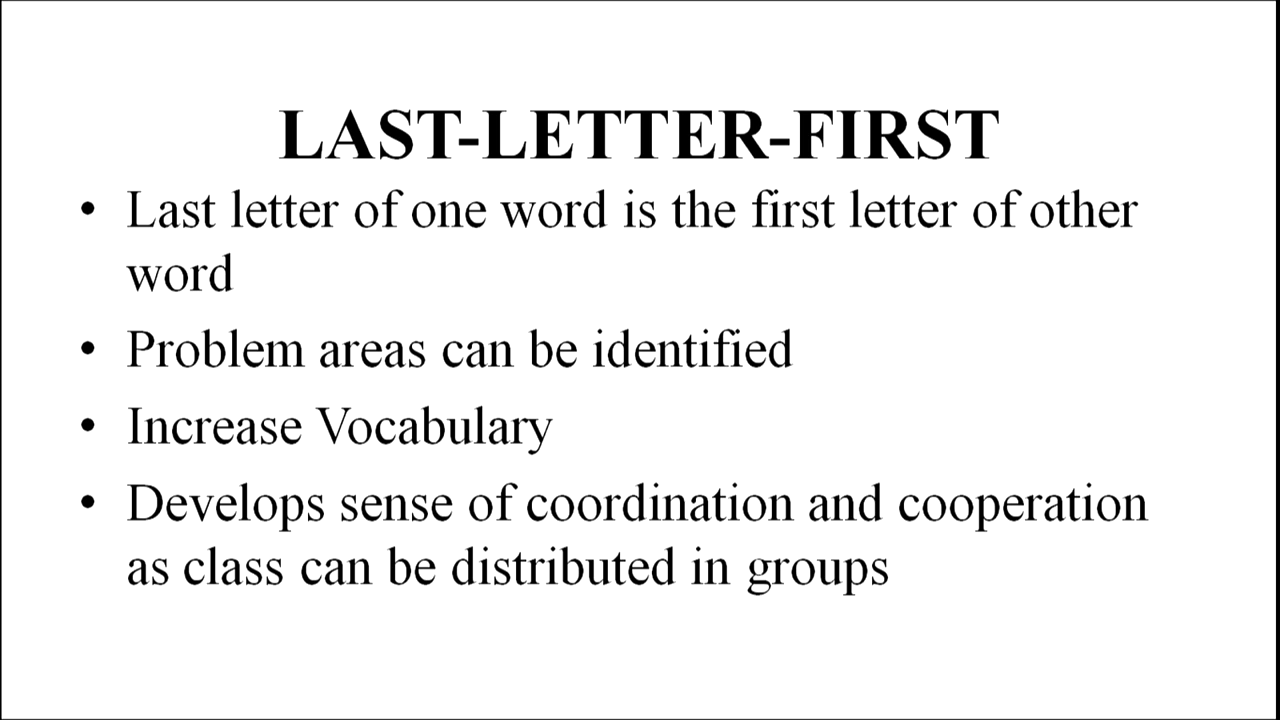 LAST-LETTER-FIRST
• Last letter of one word is the first letter of other
word
• Problem areas can be identified
• Increase Vocabulary
• Develops sense of coordination and cooperation
as class can be distributed in groups